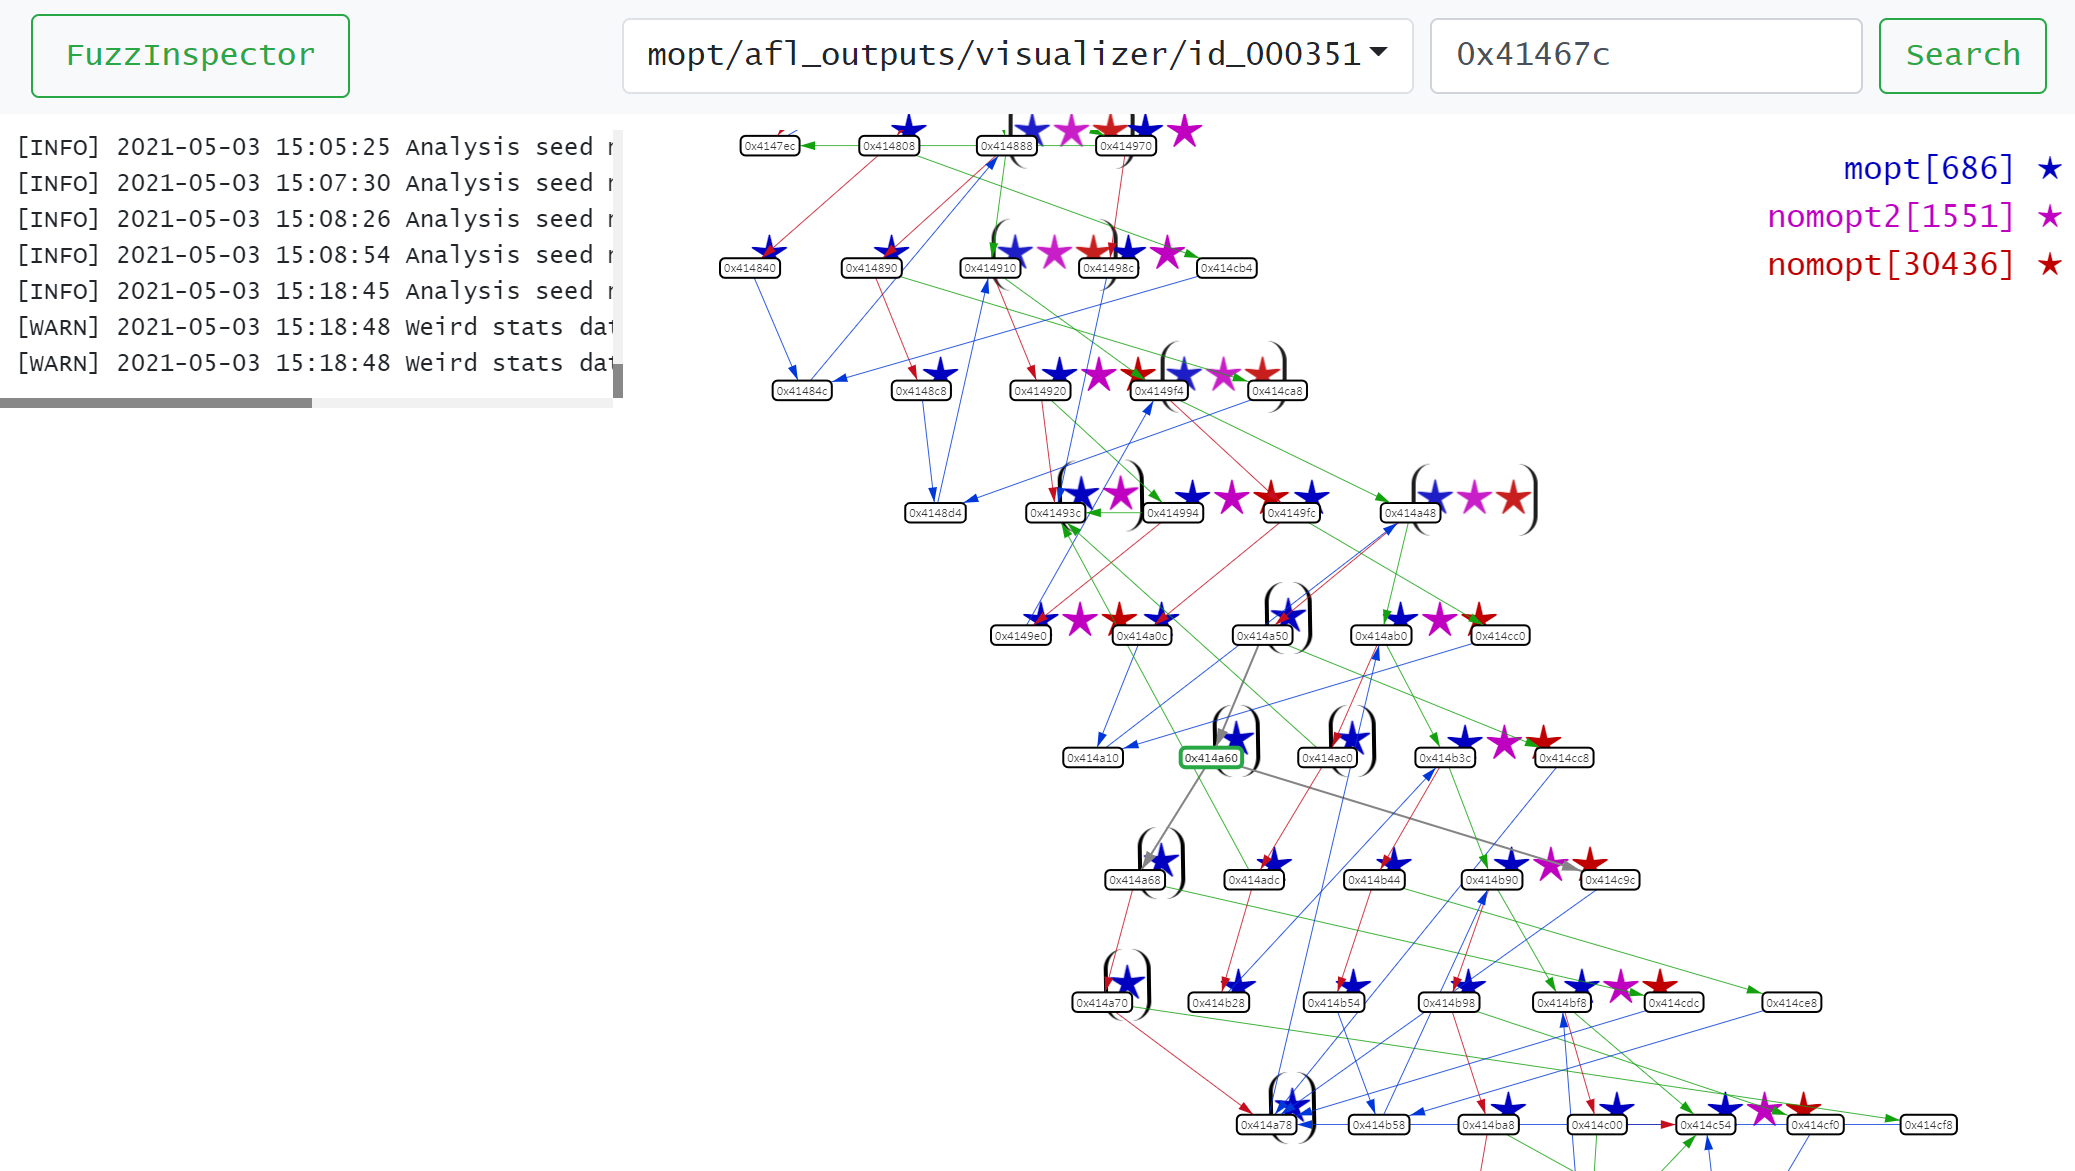 FuzzInspector
mopt/afl_outputs/visualizer/id_000351
0x41467c
Search
[INFO] 2021-05-03 15:05:25 Analysis seed
[INFO] 2021-05-03 15:07:30 Analysis seed
[INFO] 2021-05-03 15:08:26 Analysis seed
[INFO] 2021-05-03 15:08:54 Analysis seed
[INFO] 2021-05-03 15:18:45 Analysis seed
[WARN] 2021-05-03 15:18:48 Weird stats dat
[WARN] 2021-05-03 15:18:48 Weird stats dat
mopt[686] ★
nomopt2[1551] ★
nomopt[30436] ★
0x4147ec 0x414808 0x414888 0x414970
0x414840 0x414890 0x414910 0x41498c 0x414cb4
0x41484c 0x4148c8 0x414920 0x4149f4 0x414ca8
0x4148d4 0x41493c 0x414994 0x4149fc 0x414a48
0x4149e0 0x414a0c 0x414a50 0x414ab0 0x414cc0
0x414a10 0x414a60 0x414ac0 0x414b3c 0x414cc8
0x414a68 0x414adc 0x414b44 0x414b90 0x414c9c
0x414a70 0x414b28 0x414b54 0x414b98 0x414bf8 0x414cdc 0x414ce8
0x414a78 0x414b58 0x414ba8 0x414c00 0x414c54 0x414cf0 0x414cf8